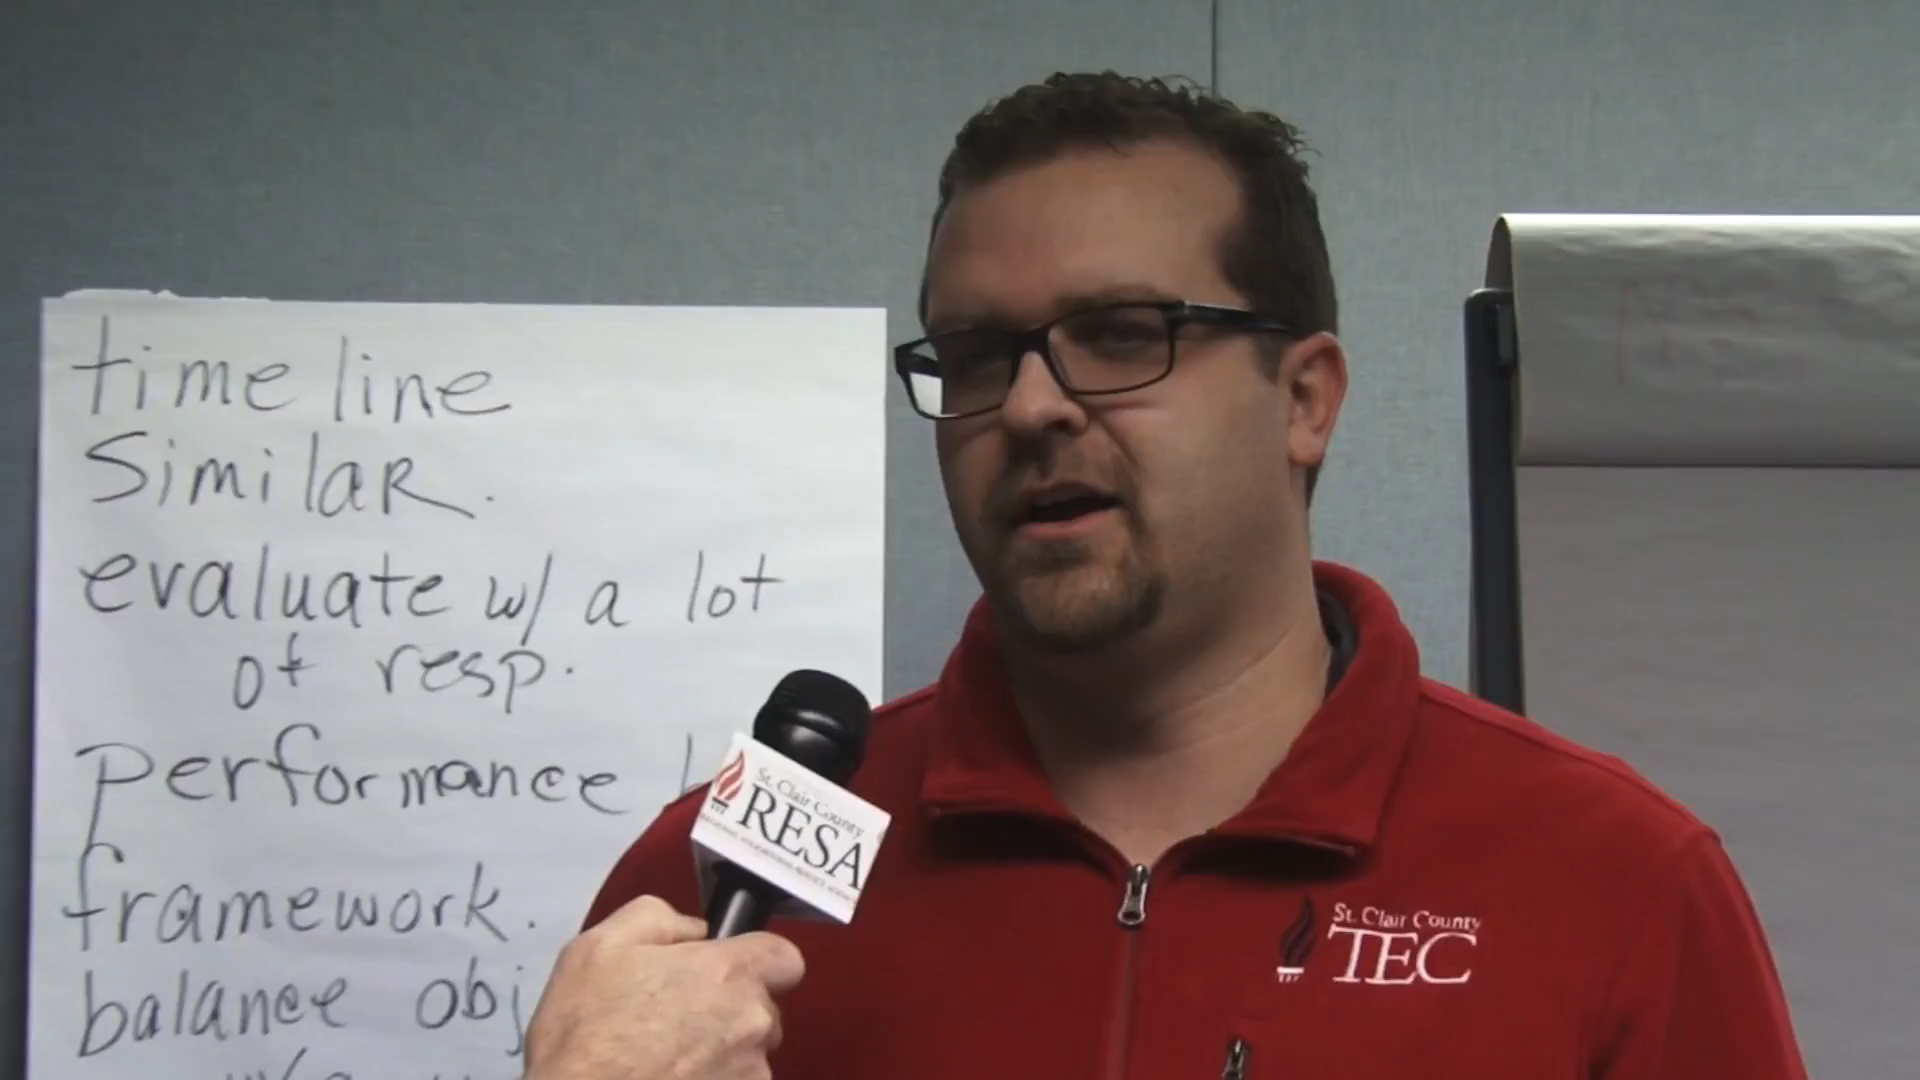 time line
SimilaR.
evaluate w/ a lot
of resp.
performance
framework.
balance obj
w/a
St. Clair County
RESA
St. Clair County
TEC